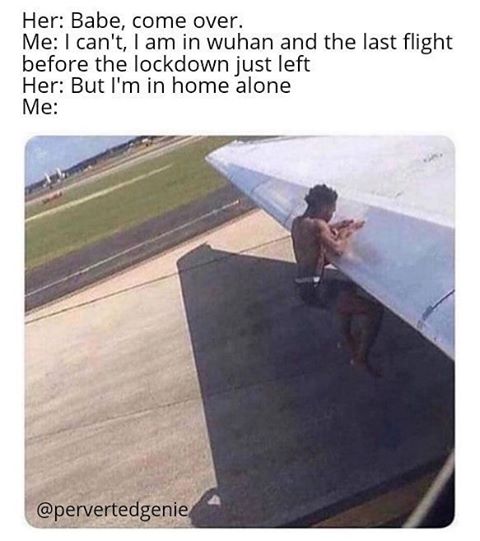 Her: Babe, come over.
Me: I can't, I am in wuhan and the last flight
before the lockdown just left
Her: But I'm in home alone
Me:
@pervertedgenie